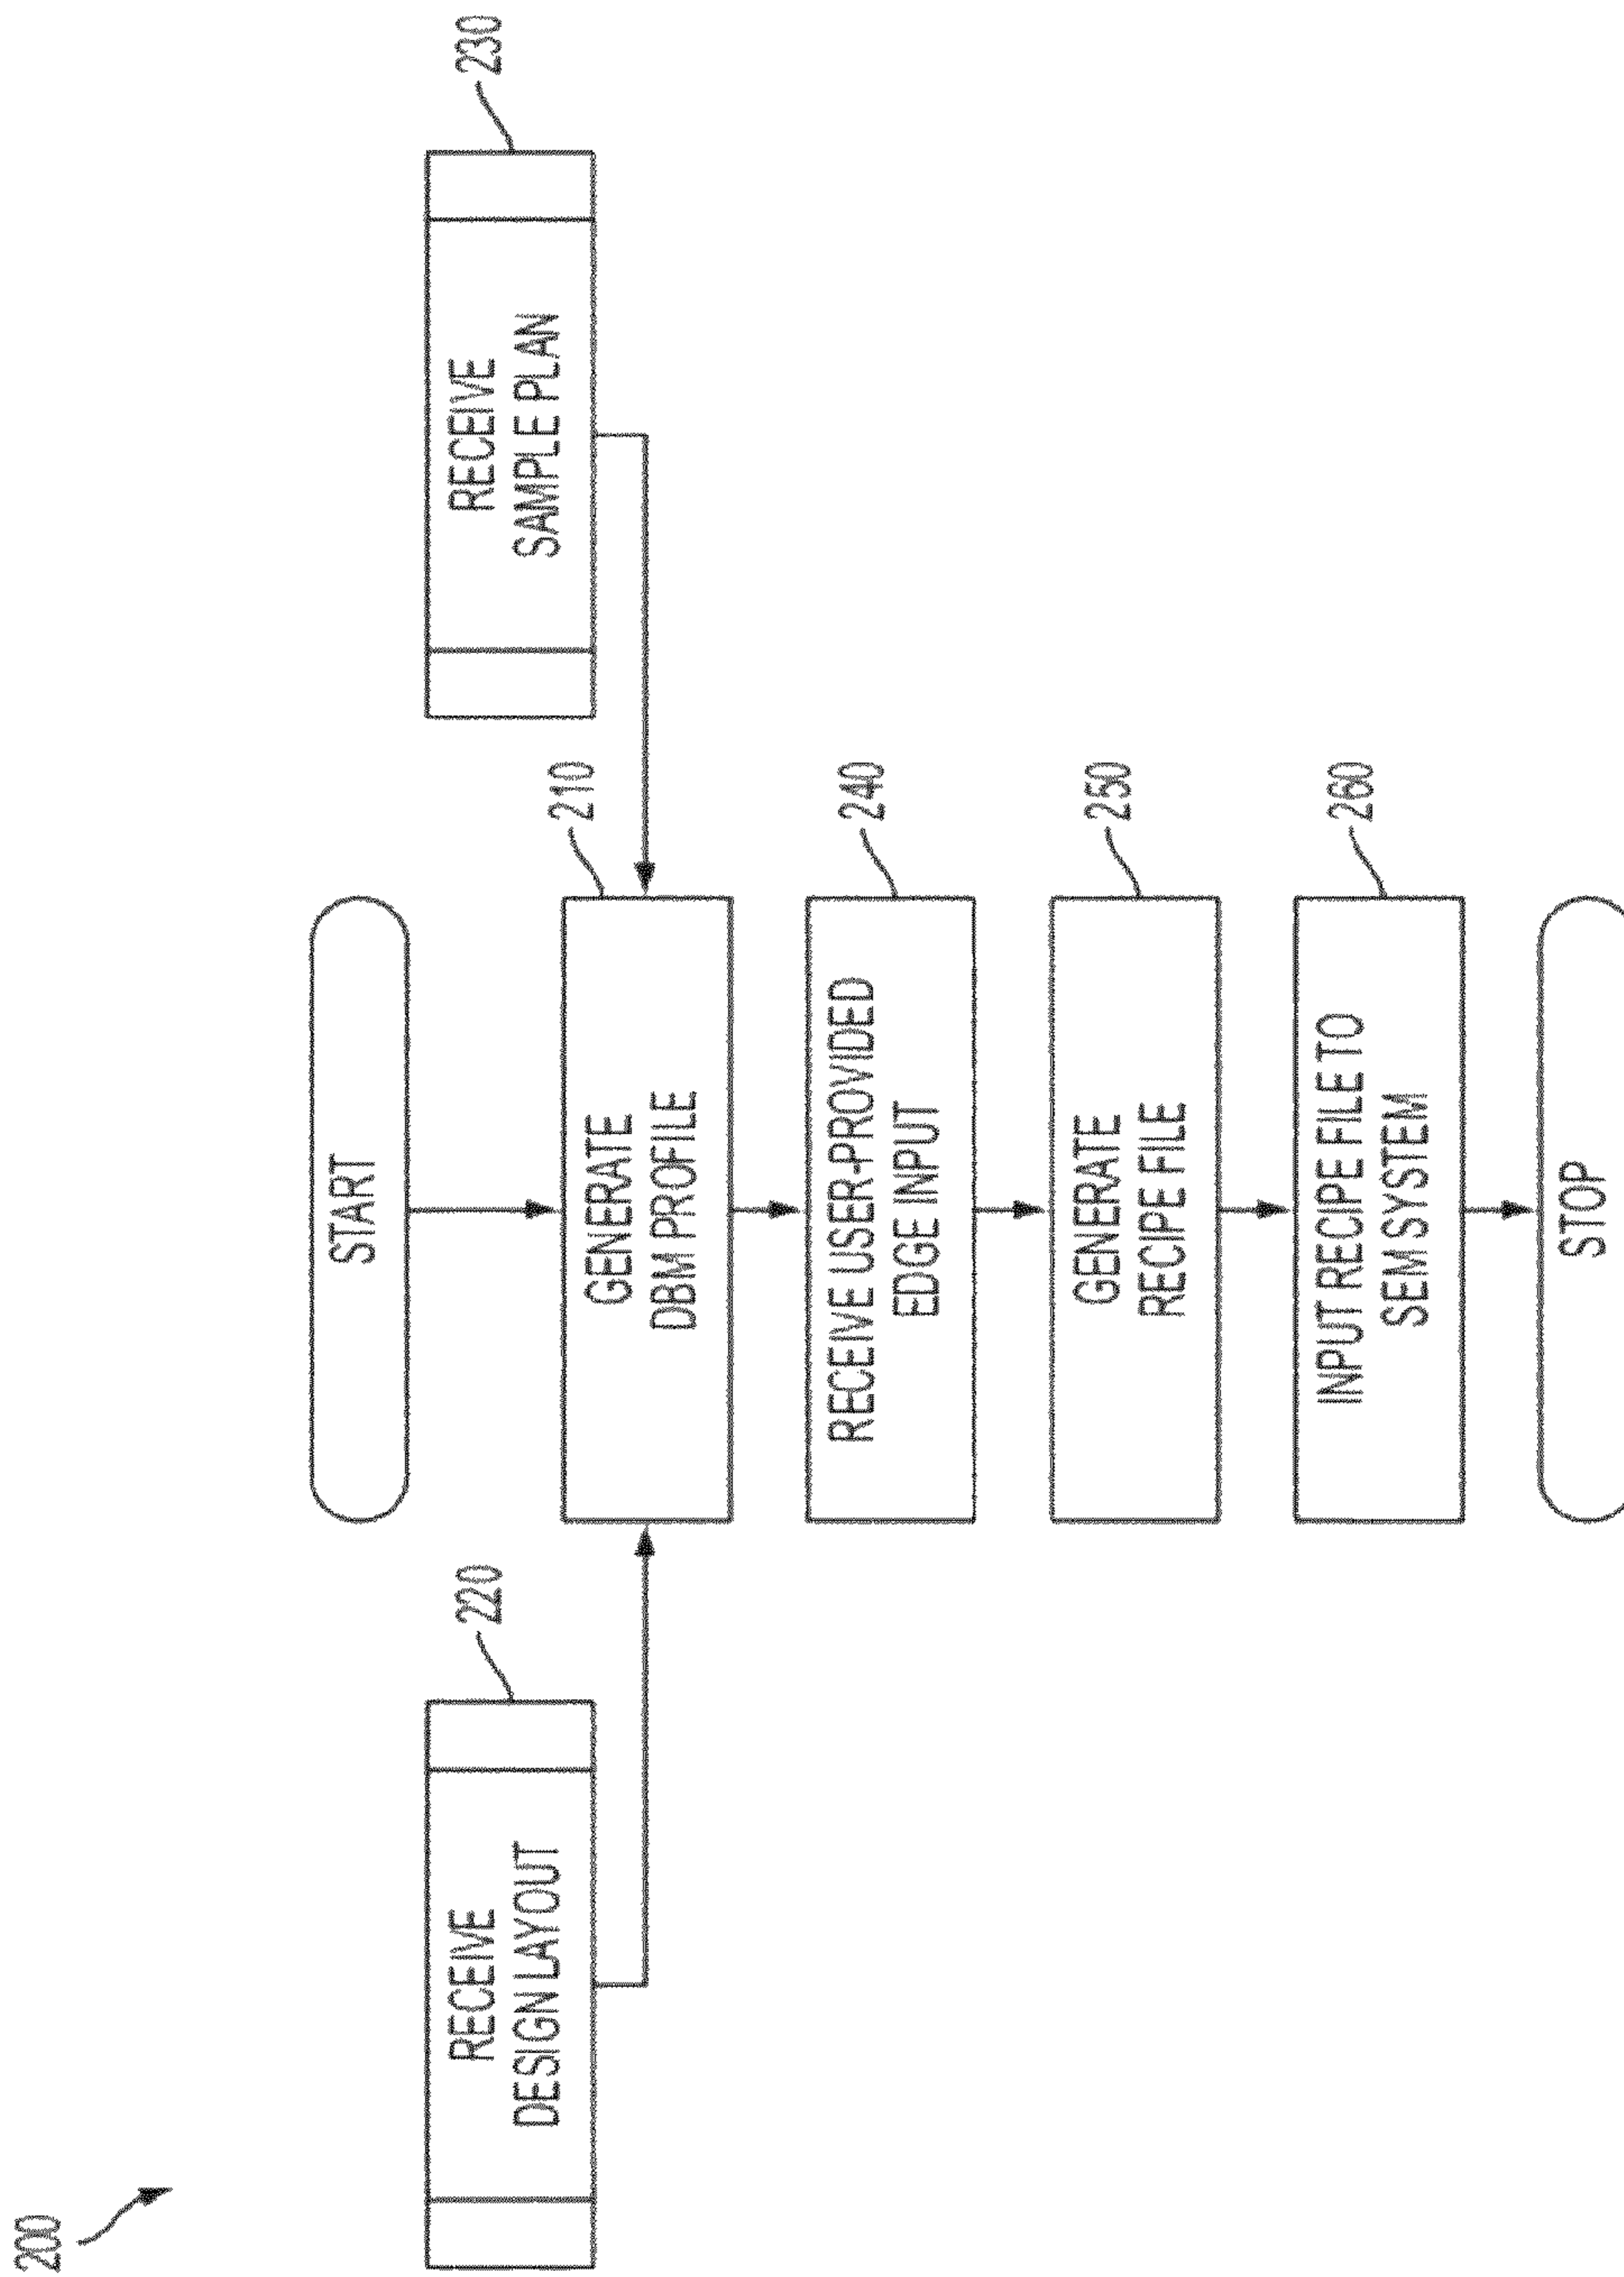 200
START
220
RECEIVE
DESIGN LAYOUT
230
RECEIVE
SAMPLE PLAN
210
GENERATE
DBM PROFILE
240
RECEIVE USER-PROVIDED
EDGE INPUT
250
GENERATE
RECIPE FILE
260
INPUT RECIPE FILE TO
SEM SYSTEM
STOP